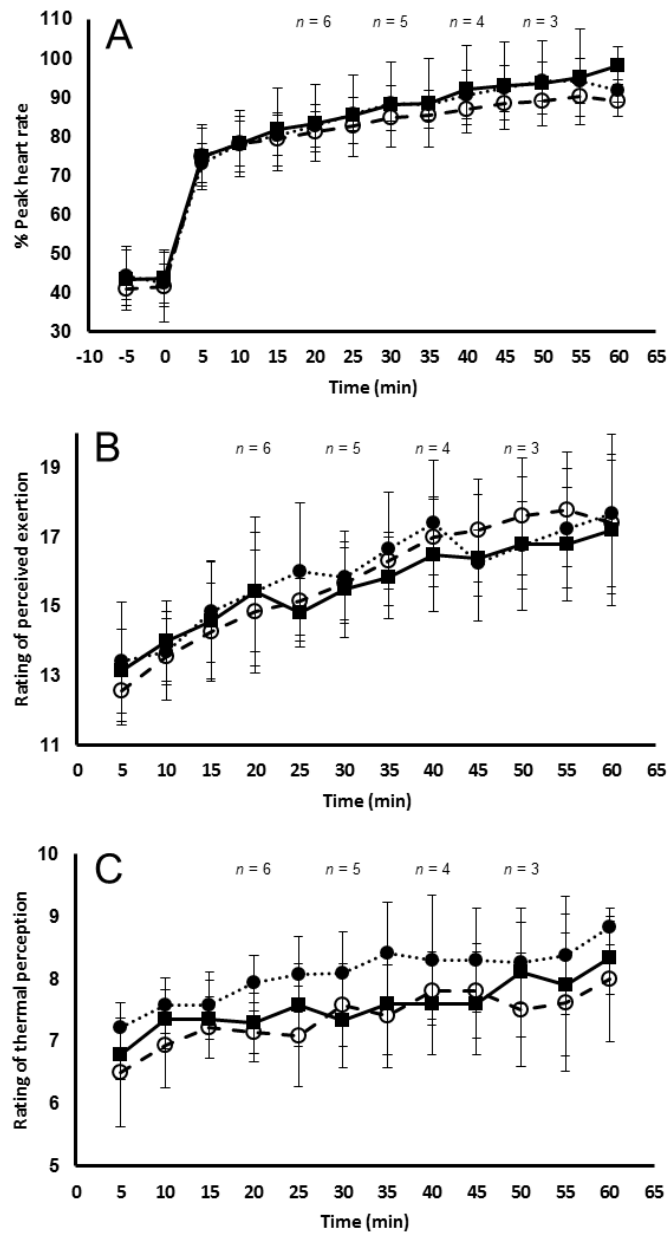 A
n = 6 n = 5 n = 4 n = 3
110
100
90
80
70
60
50
40
30
% Peak heart rate
-10 -5 0 5 10 15 20 25 30 35 40 45 50 55 60 65
Time (min)
B
n = 6 n = 5 n = 4 n = 3
19
17
15
13
11
Rating of perceived exertion
0 5 10 15 20 25 30 35 40 45 50 55 60 65
Time (min)
C
n = 6 n = 5 n = 4 n = 3
10
9
8
7
6
5
Rating of thermal perception
0 5 10 15 20 25 30 35 40 45 50 55 60 65
Time (min)